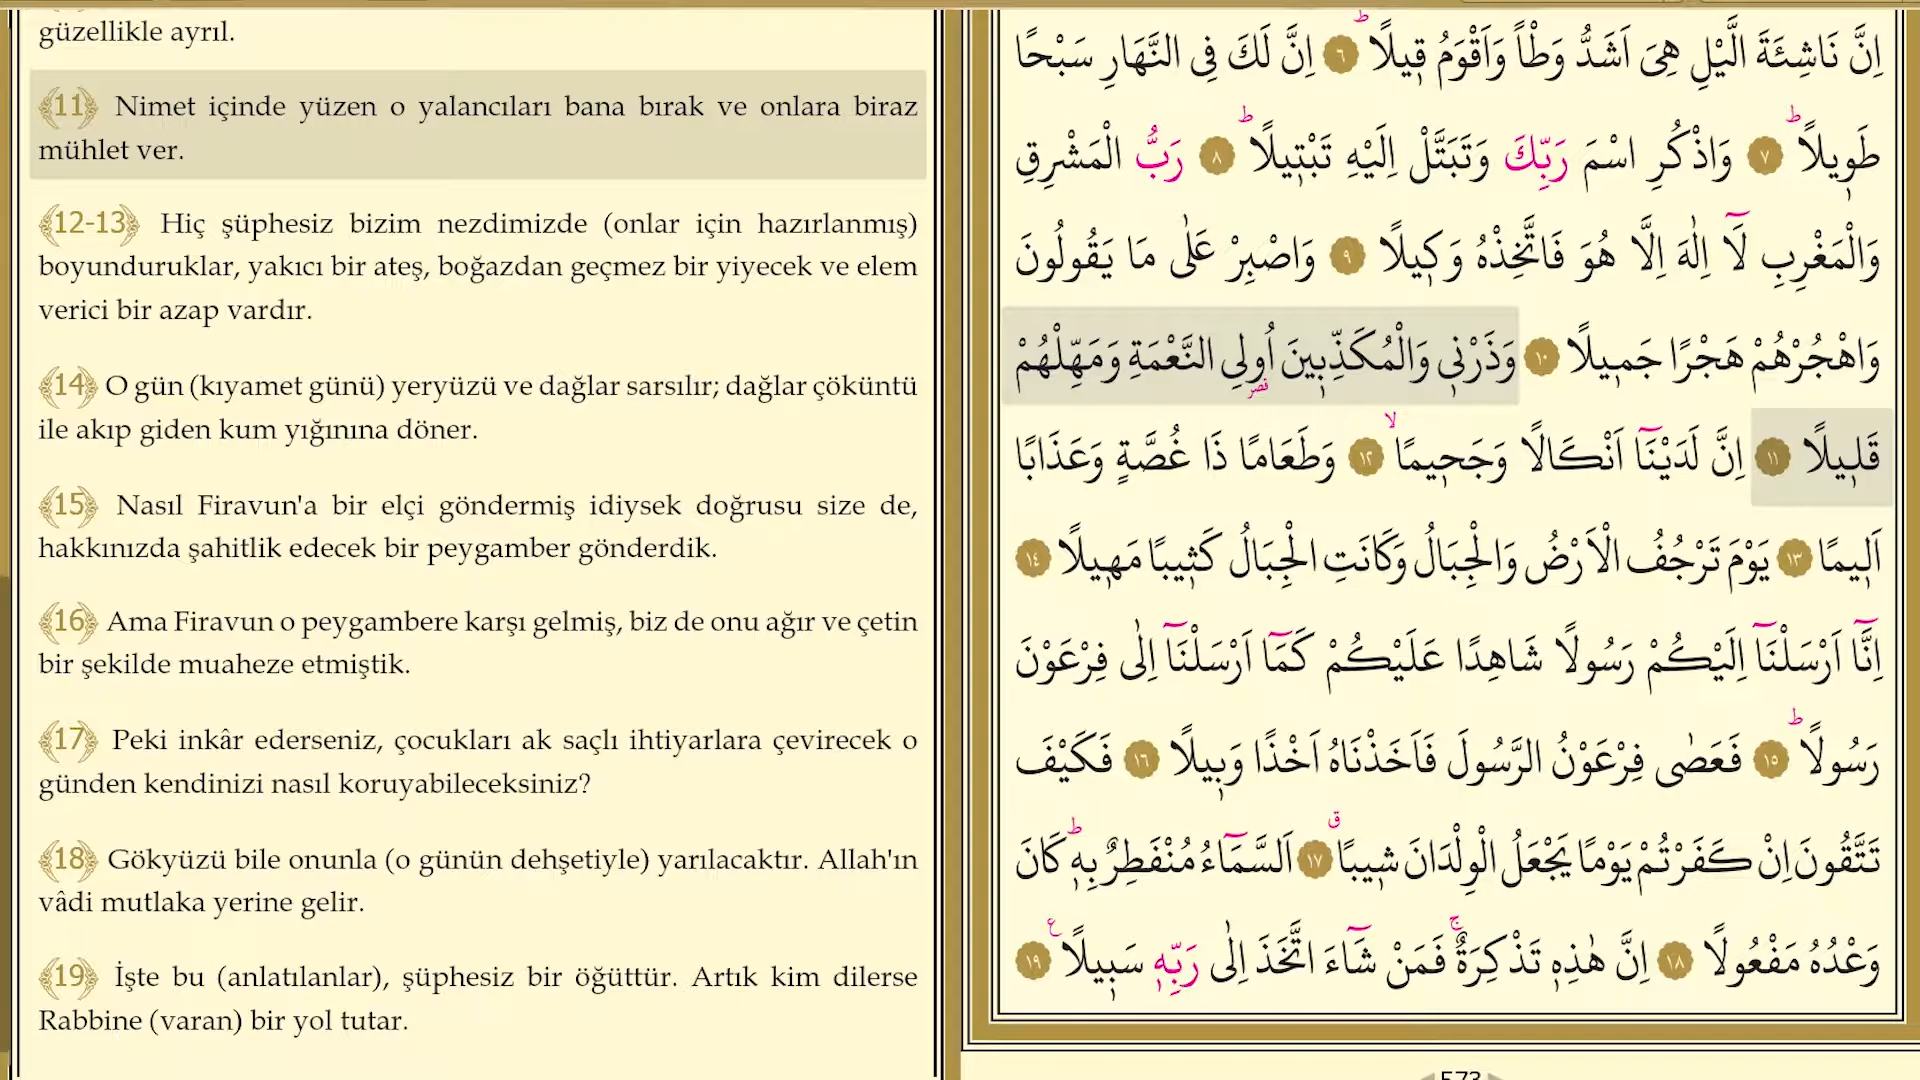 güzellikle ayrıl.
﴾11﴿ Nimet içinde yüzen o yalancıları bana bırak ve onlara biraz
mühlet ver.
﴾12-13﴿ Hiç şüphesiz bizim nezdimizde (onlar için hazırlanmış)
boyunduruklar, yakıcı bir ateş, boğazdan geçmez bir yiyecek ve elem
verici bir azap vardır.
﴾14﴿ O gün (kıyamet günü) yeryüzü ve dağlar sarsılır; dağlar çöküntü
ile akıp giden kum yığınına döner.
﴾15﴿ Nasıl Firavun'a bir elçi göndermiş idiysek doğrusu size de,
hakkınızda şahitlik edecek bir peygamber gönderdik.
﴾16﴿ Ama Firavun o peygambere karşı gelmiş, biz de onu ağır ve çetin
bir şekilde muaheze etmiştik.
﴾17﴿ Peki inkâr ederseniz, çocukları ak saçlı ihtiyarlara çevirecek o
günden kendinizi nasıl koruyabileceksiniz?
﴾18﴿ Gökyüzü bile onunla (o günün dehşetiyle) yarılacaktır. Allah'ın
vâdi mutlaka yerine gelir.
﴾19﴿ İşte bu (anlatılanlar), şüphesiz bir öğüttür. Artık kim dilerse
Rabbine (varan) bir yol tutar.
اِنَّ نَاشِئَةَ الَّيْلِ هِىَ اَشَدُّ وَطْـًٔا وَاَقْوَمُ قٖيلًاؕ ٦ اِنَّ لَكَ فِى النَّهَارِ سَبْحًا
طَوٖيلًاؕ ٧ وَاذْكُرِ اسْمَ رَبِّكَ وَتَبَتَّلْ اِلَيْهِ تَبْتٖيلًاؕ ٨ رَبُّ الْمَشْرِقِ
وَالْمَغْرِبِ لَٓا اِلٰهَ اِلَّا هُوَ فَاتَّخِذْهُ وَكٖيلًا ٩ وَاصْبِرْ عَلٰى مَا يَقُولُونَ
وَاهْجُرْهُمْ هَجْرًا جَمٖيلًا ١٠ وَذَرْنٖى وَالْمُكَذِّبٖينَ اُولِى النَّعْمَةِ وَمَهِّلْهُمْ
قصر
قَلٖيلًا ١١ اِنَّ لَدَيْنَٓا اَنْكَالًا وَجَحٖيمًاۙ ١٢ وَطَعَامًا ذَا غُصَّةٍ وَعَذَابًا
اَلٖيمًا ١٣ يَوْمَ تَرْجُفُ الْاَرْضُ وَالْجِبَالُ وَكَانَتِ الْجِبَالُ كَثٖيبًا مَهٖيلًا ١٤
اِنَّٓا اَرْسَلْنَٓا اِلَيْكُمْ رَسُولًا شَاهِدًا عَلَيْكُمْ كَمَٓا اَرْسَلْنَٓا اِلٰى فِرْعَوْنَ
رَسُولًاؕ ١٥ فَعَصٰى فِرْعَوْنُ الرَّسُولَ فَاَخَذْنَاهُ اَخْذًا وَبٖيلًا ١٦ فَكَيْفَ
تَتَّقُونَ اِنْ كَفَرْتُمْ يَوْمًا يَجْعَلُ الْوِلْدَانَ شٖيبًاࣗ ١٧ اَلسَّمَٓاءُ مُنْفَطِرٌ بِهٖؕ كَانَ
وَعْدُهُ مَفْعُولًا ١٨ اِنَّ هٰذِهٖ تَذْكِرَةٌۚ فَمَنْ شَٓاءَ اتَّخَذَ اِلٰى رَبِّهٖ سَبٖيلًاࣖ ١٩
573